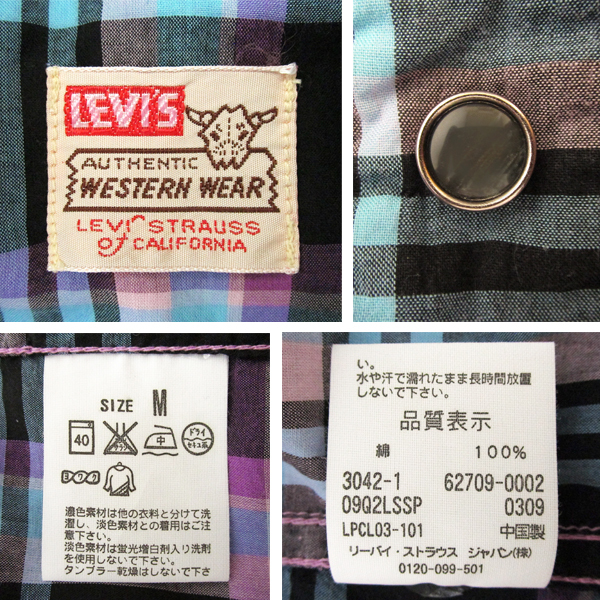 LEVI'S
AUTHENTIC
WESTERN WEAR
LEVI STRAUSS
of CALIFORNIA
SIZE M
40
中
ドライ
セキユ系
ヨワク
濃色素材は他の衣料と分けて洗
濯し、淡色素材との着用はご注
意下さい。
淡色素材は蛍光増白剤入り洗剤
を使用しないで下さい。
タンブラー乾燥はしないで下さ
い。
水や汗で濡れたまま長時間放置
しないで下さい。
品質表示
綿 100%
3042-1 62709-0002
09Q2LSSP 0309
LPCL03-101 中国製
リーバイ・ストラウス ジャパン(株)
0120-099-501